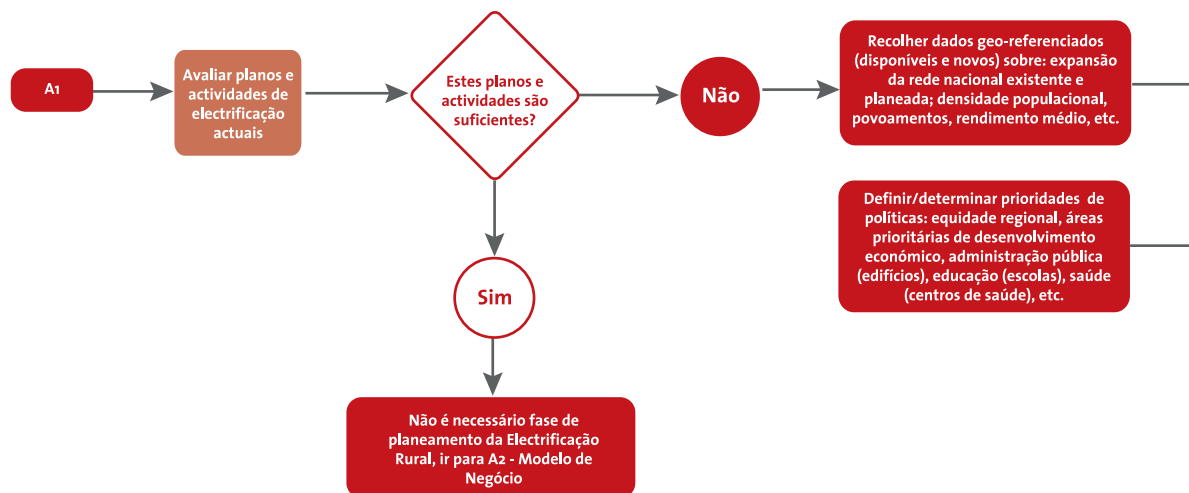 A1
Avaliar planos e
actividades de
electrificação
actuais
Estes planos e
actividades são
suficientes?
Não
Recolher dados geo-referenciados
(disponíveis e novos) sobre: expansão
da rede nacional existente e
planeada; densidade populacional,
povoamentos, rendimento médio, etc.
Definir/determinar prioridades de
políticas: equidade regional, áreas
prioritárias de desenvolvimento
económico, administração pública
(edifícios), educação (escolas), saúde
(centros de saúde), etc.
Sim
Não é necessário fase de
planeamento da Electrificação
Rural, ir para A2 - Modelo de
Negócio